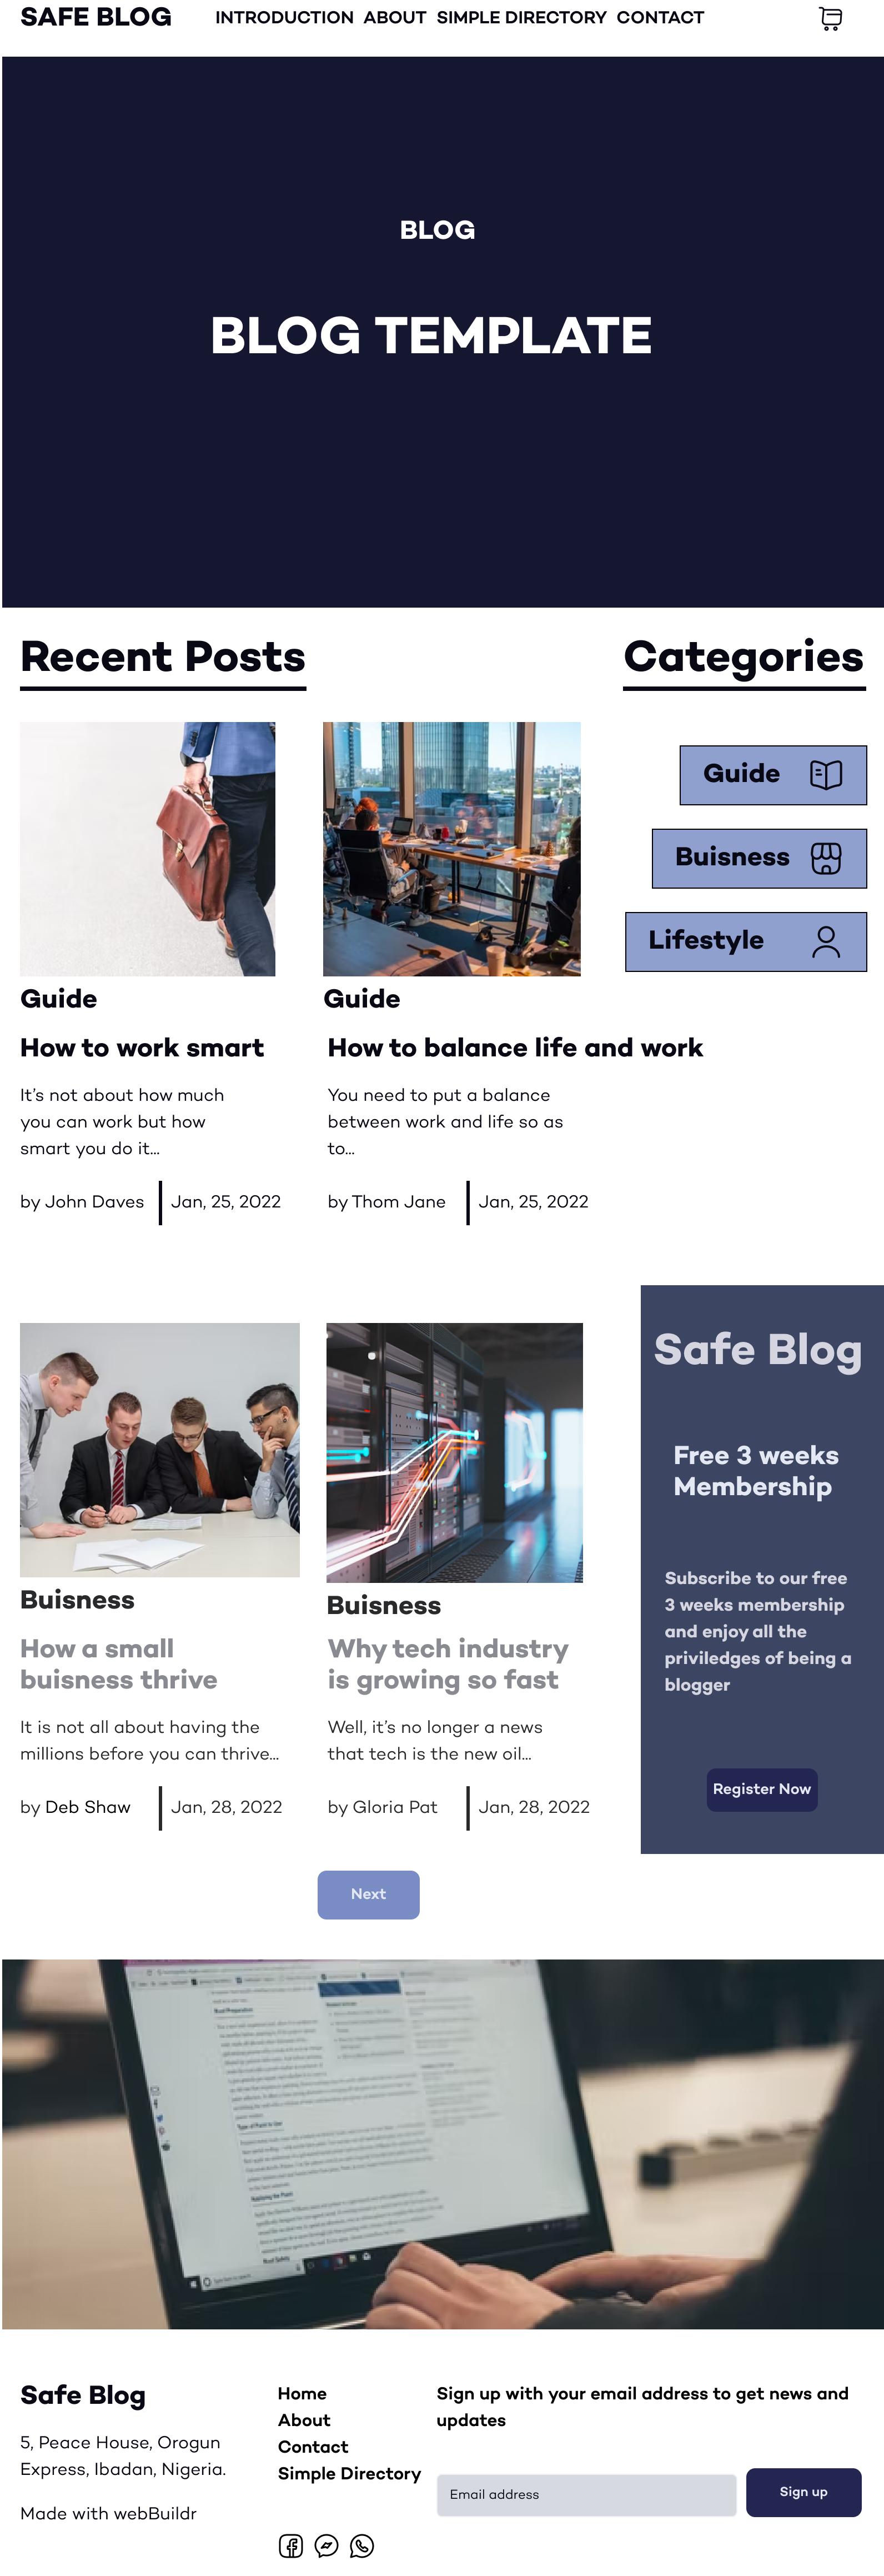 SAFE BLOG
INTRODUCTION ABOUT SIMPLE DIRECTORY CONTACT
BLOG
BLOG TEMPLATE
Recent Posts
Categories
Guide
Buisness
Lifestyle
Guide
How to work smart
It's not about how much
you can work but how
smart you do it...
by John Daves
Jan, 25, 2022
Guide
How to balance life and work
You need to put a balance
between work and life so as
to...
by Thom Jane
Jan, 25, 2022
Buisness
How a small
buisness thrive
It is not all about having the
millions before you can thrive...
by Deb Shaw
Jan, 28, 2022
Buisness
Why tech industry
is growing so fast
Well, it's no longer a news
that tech is the new oil...
by Gloria Pat
Jan, 28, 2022
Safe Blog
Free 3 weeks
Membership
Subscribe to our free
3 weeks membership
and enjoy all the
priviledges of being a
blogger
Register Now
Next
Safe Blog
5, Peace House, Orogun
Express, Ibadan, Nigeria.
Made with webBuildr
Home
About
Contact
Simple Directory
Sign up with your email address to get news and
updates
Email address
Sign up